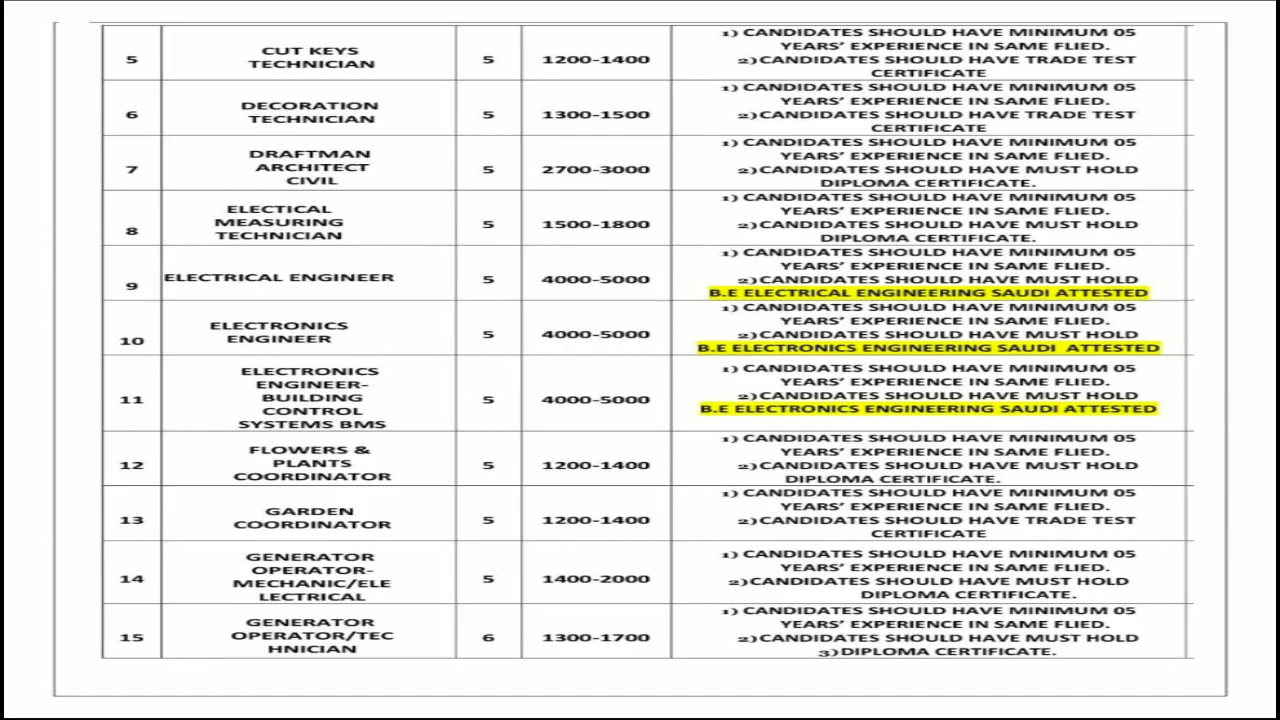 5
CUT KEYS
TECHNICIAN
5
1200-1400
1) CANDIDATES SHOULD HAVE MINIMUM 05
YEARS' EXPERIENCE IN SAME FLIED.
2)CANDIDATES SHOULD HAVE TRADE TEST
CERTIFICATE
6
DECORATION
TECHNICIAN
5
1300-1500
1) CANDIDATES SHOULD HAVE MINIMUM 05
YEARS' EXPERIENCE IN SAME FLIED.
2)CANDIDATES SHOULD HAVE TRADE TEST
CERTIFICATE
7
DRAFTMAN
ARCHITECT
CIVIL
5
2700-3000
1) CANDIDATES SHOULD HAVE MINIMUM 05
YEARS' EXPERIENCE IN SAME FLIED.
2)CANDIDATES SHOULD HAVE MUST HOLD
DIPLOMA CERTIFICATE.
8
ELECTICAL
MEASURING
TECHNICIAN
5
1500-1800
1) CANDIDATES SHOULD HAVE MINIMUM 05
YEARS' EXPERIENCE IN SAME FLIED.
2)CANDIDATES SHOULD HAVE MUST HOLD
DIPLOMA CERTIFICATE.
9
ELECTRICAL ENGINEER
5
4000-5000
1) CANDIDATES SHOULD HAVE MINIMUM 05
YEARS' EXPERIENCE IN SAME FLIED.
2)CANDIDATES SHOULD HAVE MUST HOLD
B.E ELECTRICAL ENGINEERING SAUDI ATTESTED
10
ELECTRONICS
ENGINEER
5
4000-5000
1) CANDIDATES SHOULD HAVE MINIMUM 05
YEARS' EXPERIENCE IN SAME FLIED.
2)CANDIDATES SHOULD HAVE MUST HOLD
B.E ELECTRONICS ENGINEERING SAUDI ATTESTED
11
ELECTRONICS
ENGINEER-
BUILDING
CONTROL
SYSTEMS BMS
5
4000-5000
1) CANDIDATES SHOULD HAVE MINIMUM 05
YEARS' EXPERIENCE IN SAME FLIED.
2)CANDIDATES SHOULD HAVE MUST HOLD
B.E ELECTRONICS ENGINEERING SAUDI ATTESTED
12
FLOWERS &
PLANTS
COORDINATOR
5
1200-1400
1) CANDIDATES SHOULD HAVE MINIMUM 05
YEARS' EXPERIENCE IN SAME FLIED.
2)CANDIDATES SHOULD HAVE MUST HOLD
DIPLOMA CERTIFICATE.
13
GARDEN
COORDINATOR
5
1200-1400
1) CANDIDATES SHOULD HAVE MINIMUM 05
YEARS' EXPERIENCE IN SAME FLIED.
2)CANDIDATES SHOULD HAVE TRADE TEST
CERTIFICATE
14
GENERATOR
OPERATOR-
MECHANIC/ELE
LECTRICAL
5
1400-2000
1) CANDIDATES SHOULD HAVE MINIMUM 05
YEARS' EXPERIENCE IN SAME FLIED.
2)CANDIDATES SHOULD HAVE MUST HOLD
DIPLOMA CERTIFICATE.
15
GENERATOR
OPERATOR/TEC
HNICIAN
6
1300-1700
1) CANDIDATES SHOULD HAVE MINIMUM 05
YEARS' EXPERIENCE IN SAME FLIED.
2)CANDIDATES SHOULD HAVE MUST HOLD
3)DIPLOMA CERTIFICATE.